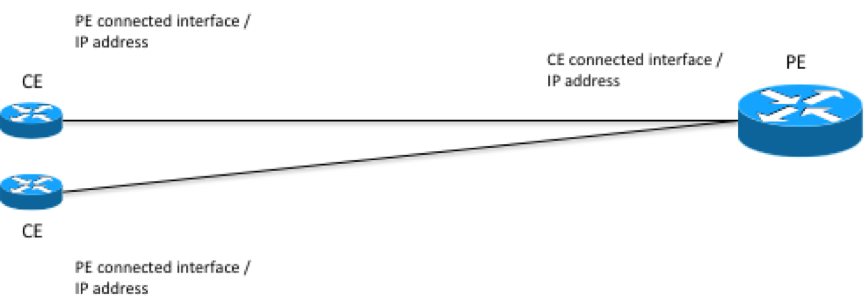 PE connected interface /
IP address
CE connected interface /
IP address
PE
CE
CE
PE connected interface /
IP address